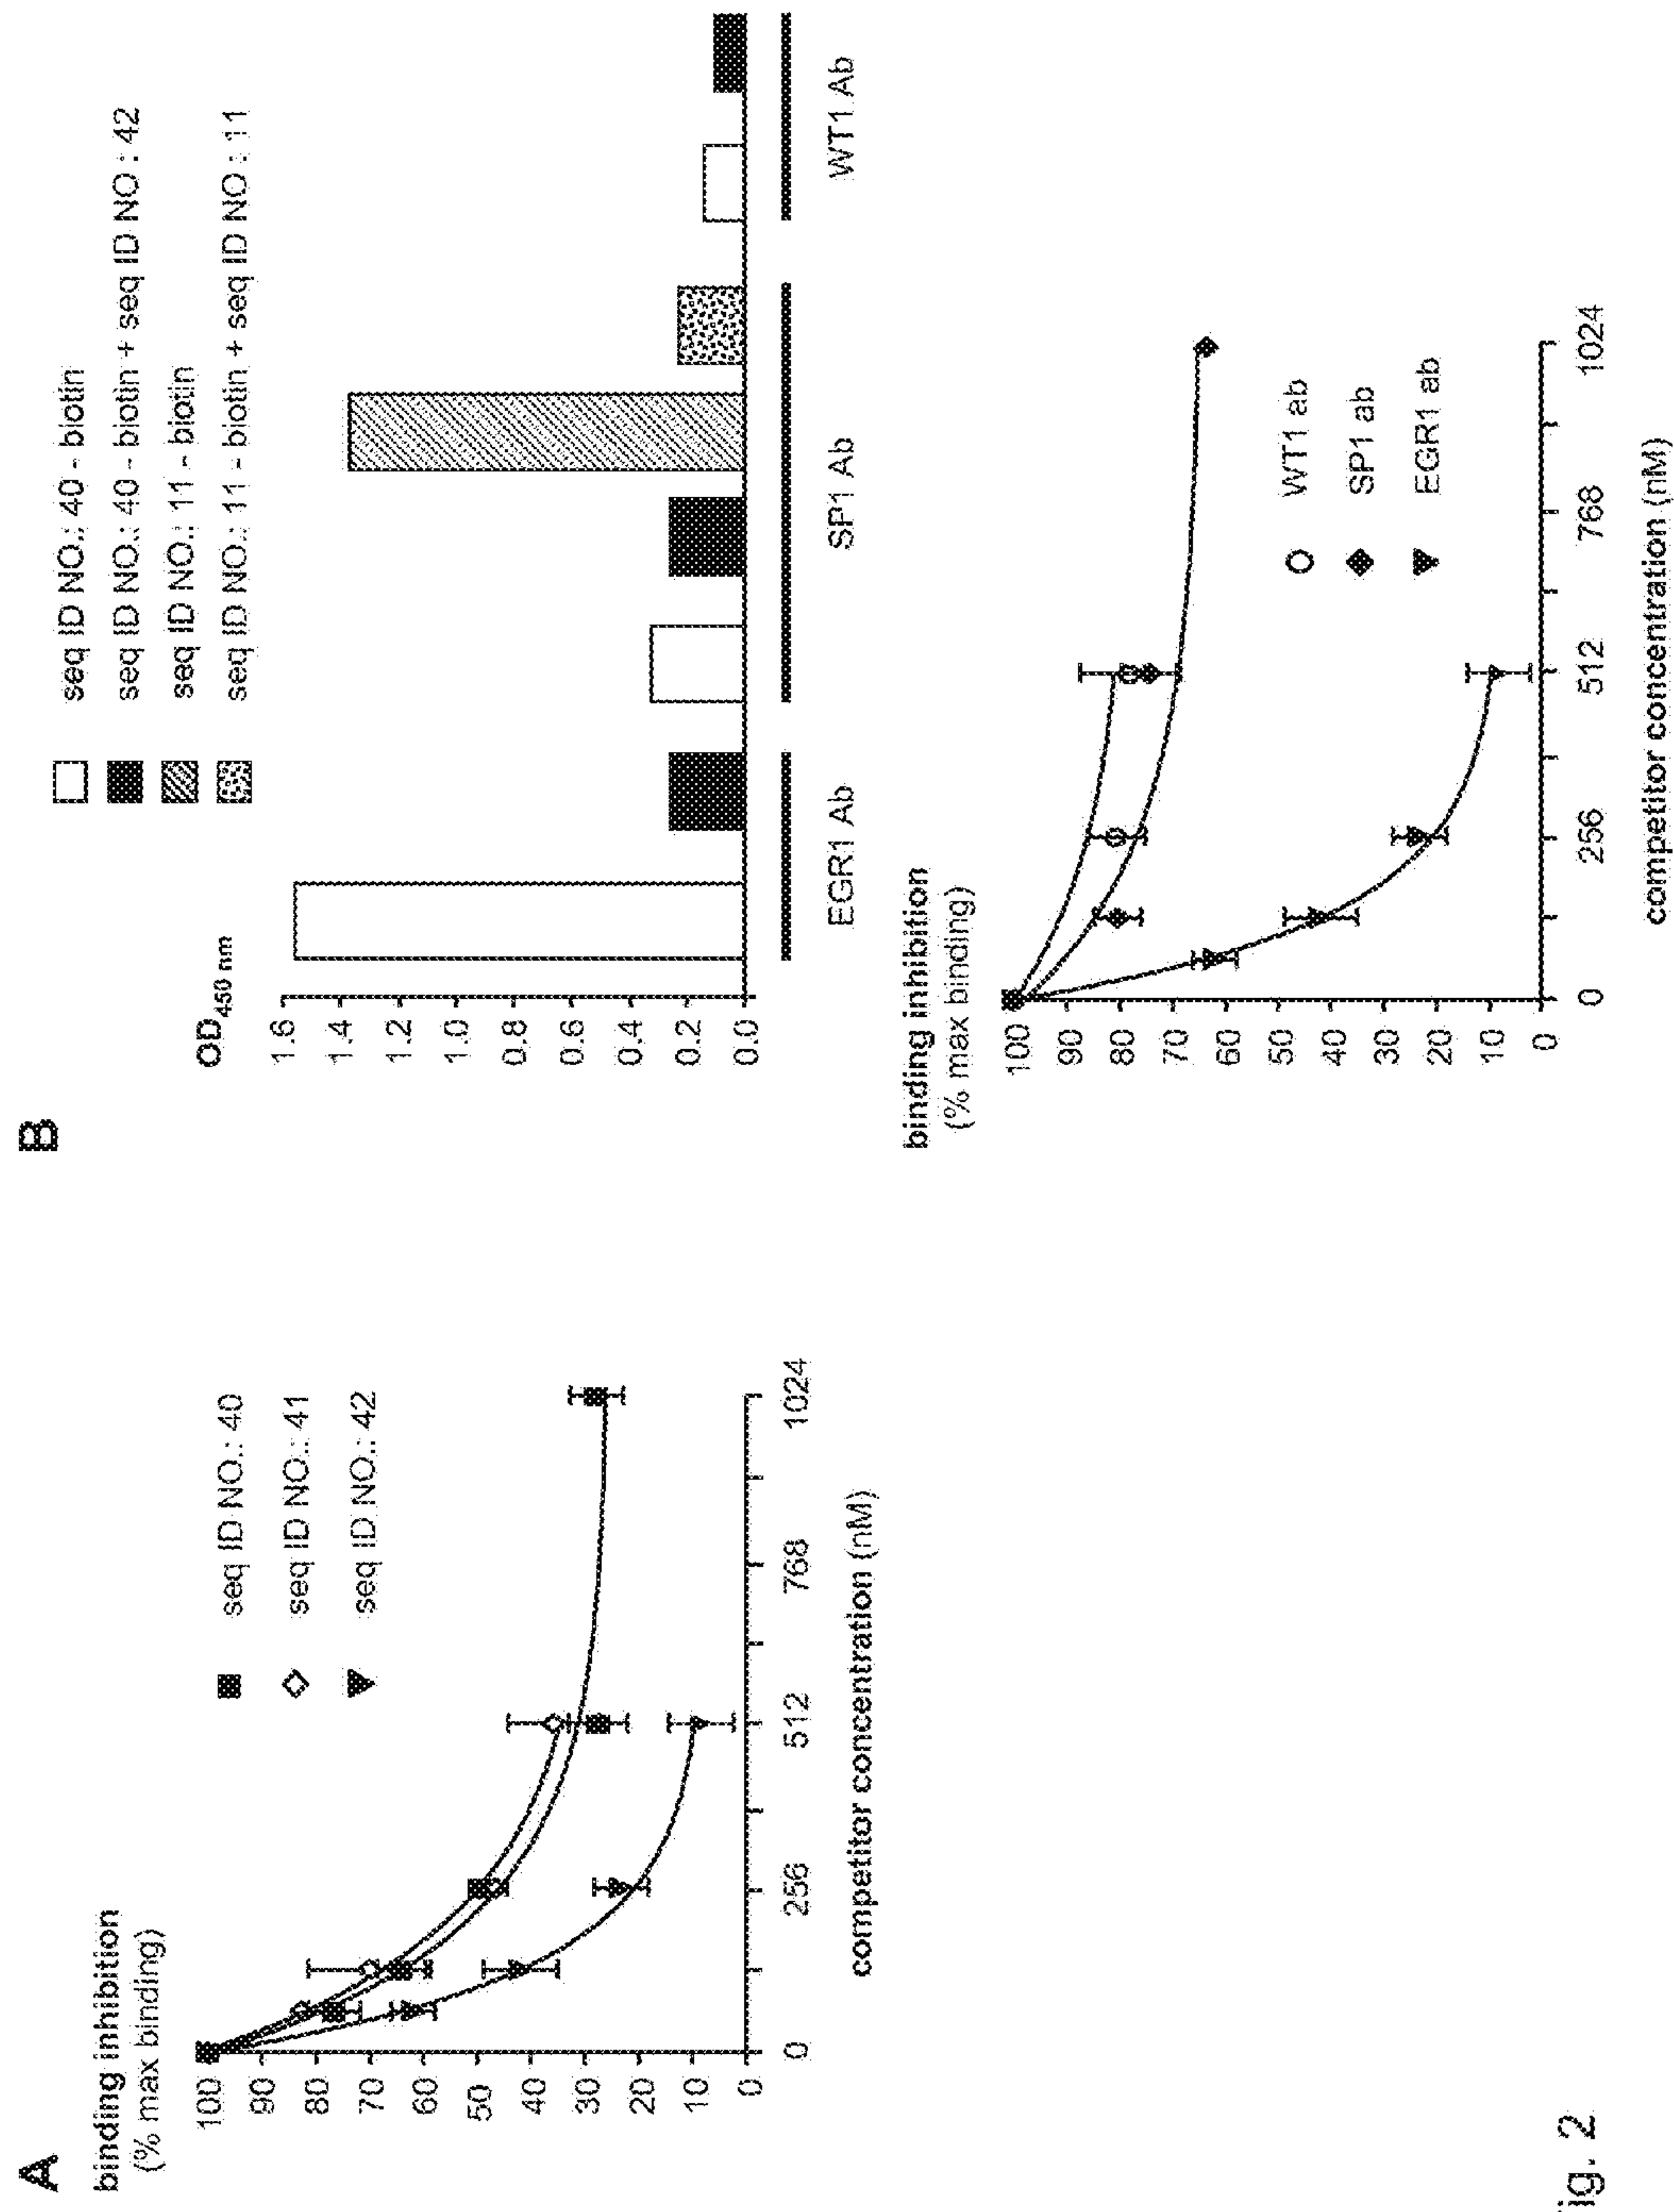 A
binding inhibition
(% max binding)
100
90
80
70
60
50
40
30
20
10
0
0
256
512
768
1024
competitor concentration (nM)
seq ID NO.: 40
seq ID NO.: 41
seq ID NO.: 42
B
seq ID NO.: 40 - biotin
seq ID NO.: 40 - biotin + seq ID NO : 42
seq ID NO.: 11 - biotin
seq ID NO.: 11 - biotin + seq ID NO : 11
OD450 nm
1.6
1.4
1.2
1.0
0.8
0.6
0.4
0.2
0.0
EGR1 Ab
SP1 Ab
WT1 Ab
binding inhibition
(% max binding)
100
90
80
70
60
50
40
30
20
10
0
0
256
512
768
1024
competitor concentration (nM)
WT1 ab
SP1 ab
EGR1 ab
ig. 2